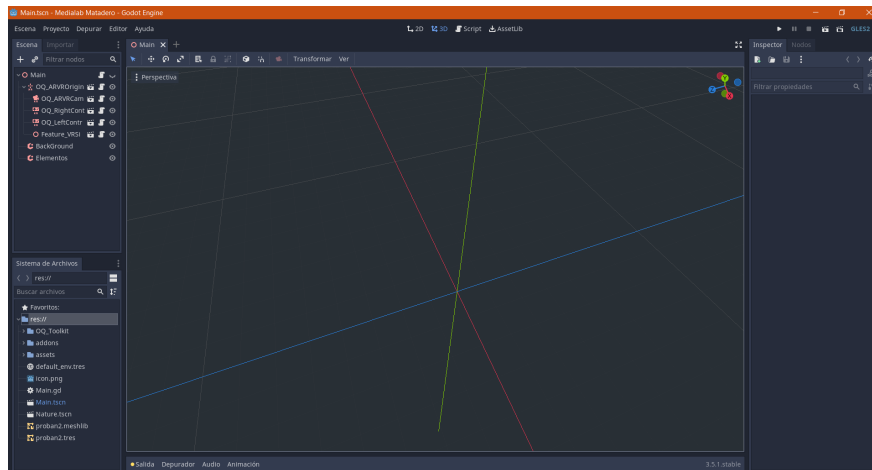 Main.tscn - Medialab Matadero - Godot Engine
Escena Proyecto Depurar Editor Ayuda
2D 3D Script AssetLib
GLES2
Escena Importar
Filtrar nodos
Main
OQ_ARVROrigin
OQ_ARVRCam
OQ_RightCont
OQ_LeftContr
Feature_VRSI
BackGround
Elementos
Main
Transformar Ver
Perspectiva
Y
Z
X
Inspector Nodos
Filtrar propiedades
Sistema de Archivos
res://
Buscar archivos
Favoritos:
res://
OQ_Toolkit
addons
assets
default_env.tres
icon.png
Main.gd
Main.tscn
Nature.tscn
proban2.meshlib
proban2.tres
Salida Depurador Audio Animación
3.5.1.stable